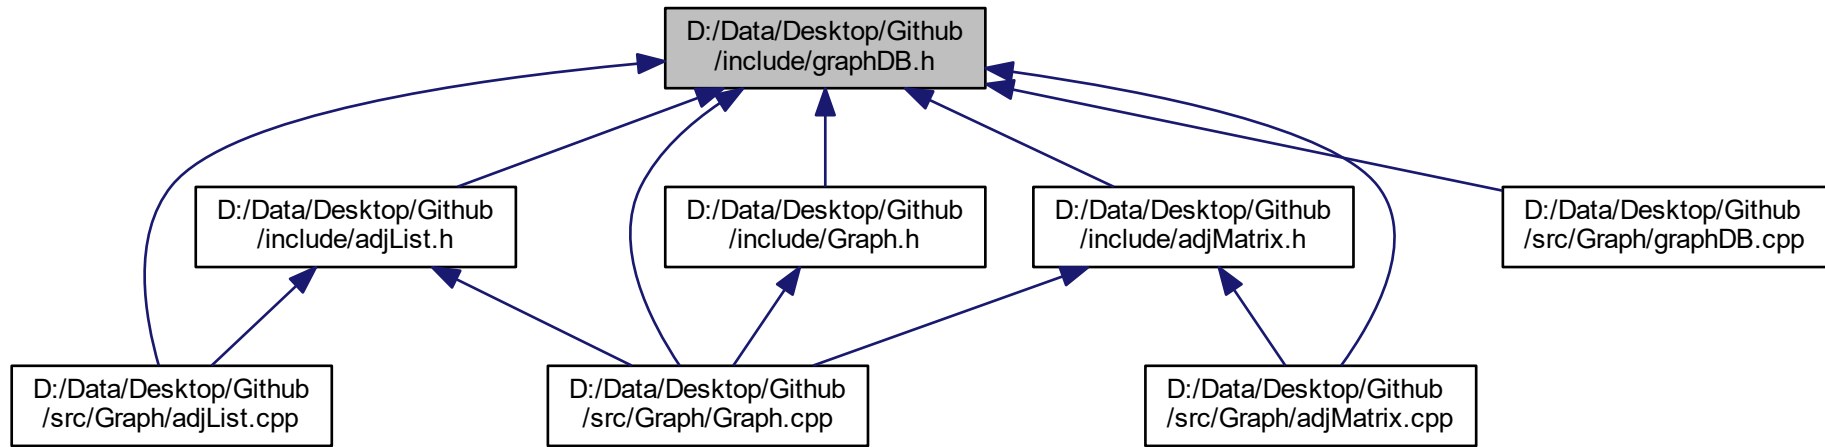 D:/Data/Desktop/Github
/include/graphDB.h
D:/Data/Desktop/Github
/include/adjList.h
D:/Data/Desktop/Github
/include/Graph.h
D:/Data/Desktop/Github
/include/adjMatrix.h
D:/Data/Desktop/Github
/src/Graph/graphDB.cpp
D:/Data/Desktop/Github
/src/Graph/adjList.cpp
D:/Data/Desktop/Github
/src/Graph/Graph.cpp
D:/Data/Desktop/Github
/src/Graph/adjMatrix.cpp